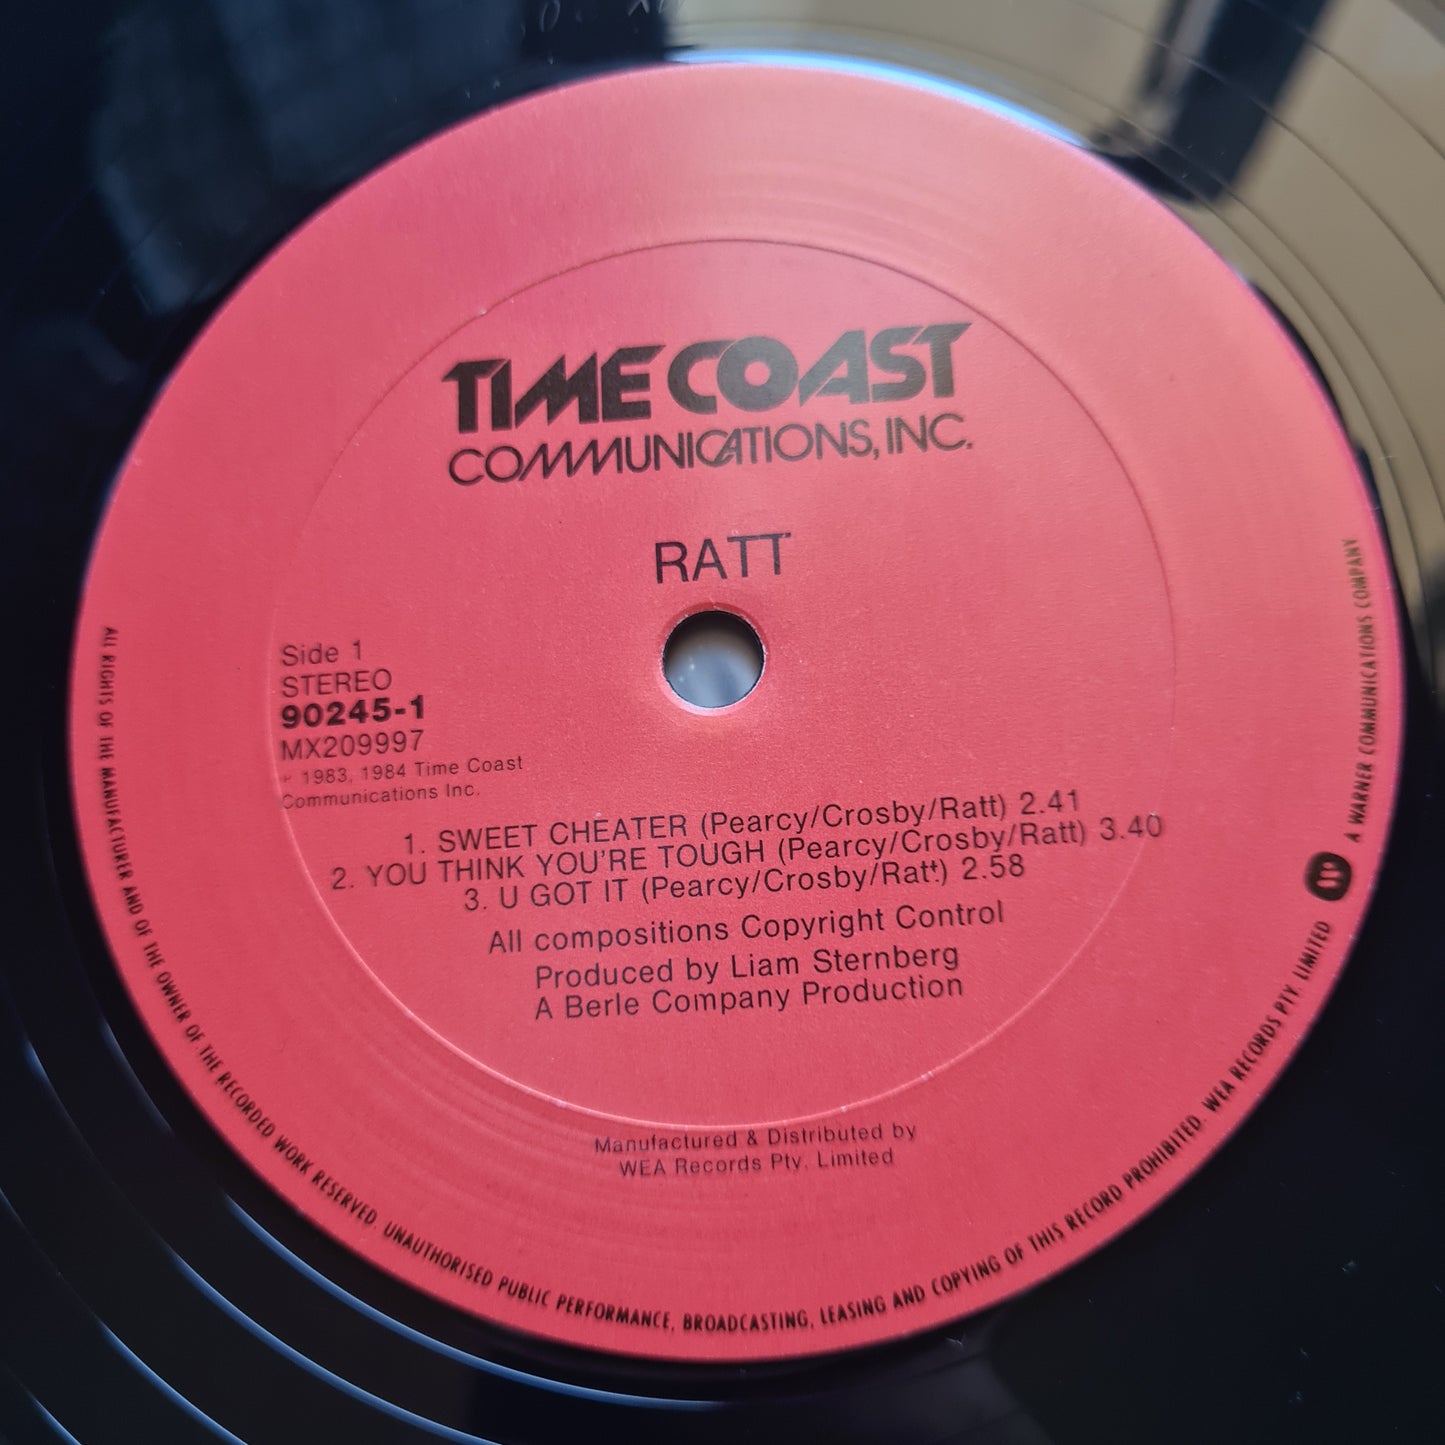 TIME COAST
COMMUNICATIONS, INC.
RATT
Side 1
STEREO
90245-1
MX209997
℗ 1983, 1984 Time Coast
Communications Inc.
1. SWEET CHEATER (Pearcy/Crosby/Ratt) 2.41
2. YOU THINK YOU'RE TOUGH (Pearcy/Crosby/Ratt) 3.40
3. U GOT IT (Pearcy/Crosby/Ratt) 2.58
All compositions Copyright Control
Produced by Liam Sternberg
A Berle Company Production
Manufactured & Distributed by
WEA Records Pty. Limited
ALL RIGHTS OF THE MANUFACTURER AND OF THE OWNER OF THE RECORDED WORK RESERVED. UNAUTHORISED PUBLIC PERFORMANCE, BROADCASTING, LEASING AND COPYING OF THIS RECORD PROHIBITED. WEA RECORDS PTY. LIMITED A WARNER COMMUNICATIONS COMPANY